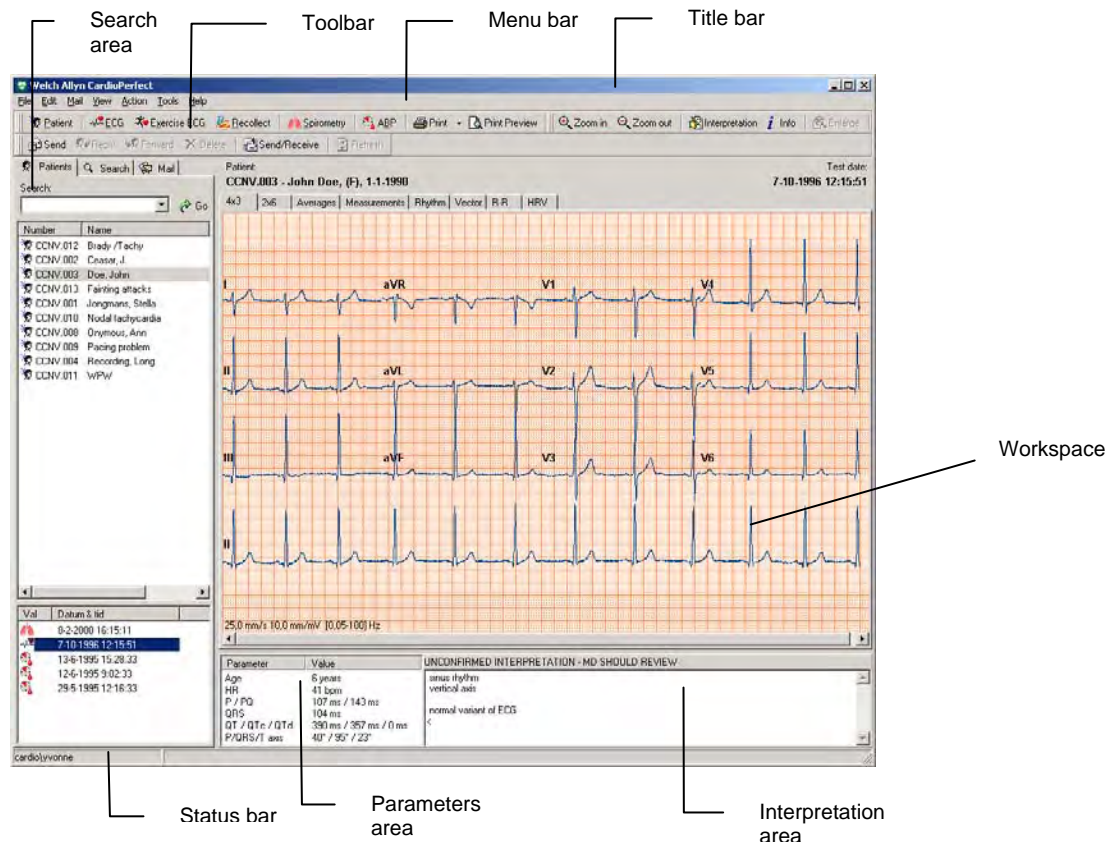 Search area
Toolbar
Menu bar
Title bar
Welch Allyn CardioPerfect
File Edit Mail View Action Tools Help
Patient ECG Exercise ECG Recollect Spirometry ABP Print Print Preview Zoom in Zoom out Interpretation Info Enlarge
Send Reply Forward Delete Send/Receive Refresh
Patients Search Mail
Search:
Go
Number Name
CCNV.012 Brady /Tachy
CCNV.002 Ceasar, J.
CCNV.003 Doe, John
CCNV.013 Fainting attacks
CCNV.001 Jongmans, Stella
CCNV.010 Nodal tachycardia
CCNV.008 Onymous, Ann
CCNV.009 Pacing problem
CCNV.004 Recording, Long
CCNV.011 WPW
Val Datum & tid
8-2-2000 16:15:11
7-10-1996 12:15:51
13-6-1995 15:28:33
12-6-1995 9:02:33
29-5-1995 12:16:33
Patient:
CCNV.003 - John Doe, (F), 1-1-1990
Test date:
7-10-1996 12:15:51
4x3 2x6 Averages Measurements Rhythm Vector R-R HRV
I aVR V1 V4
II aVL V2 V5
III aVF V3 V6
II
25,0 mm/s 10,0 mm/mV [0,05-100] Hz
Parameter Value
Age 6 years
HR 41 bpm
P / PQ 107 ms / 143 ms
QRS 104 ms
QT / QTc / QTd 390 ms / 357 ms / 0 ms
P/QRS/T axis 40° / 95° / 23°
UNCONFIRMED INTERPRETATION - MD SHOULD REVIEW
sinus rhythm
vertical axis
normal variant of ECG
<
cardio\yvonne
Workspace
Status bar
Parameters area
Interpretation area